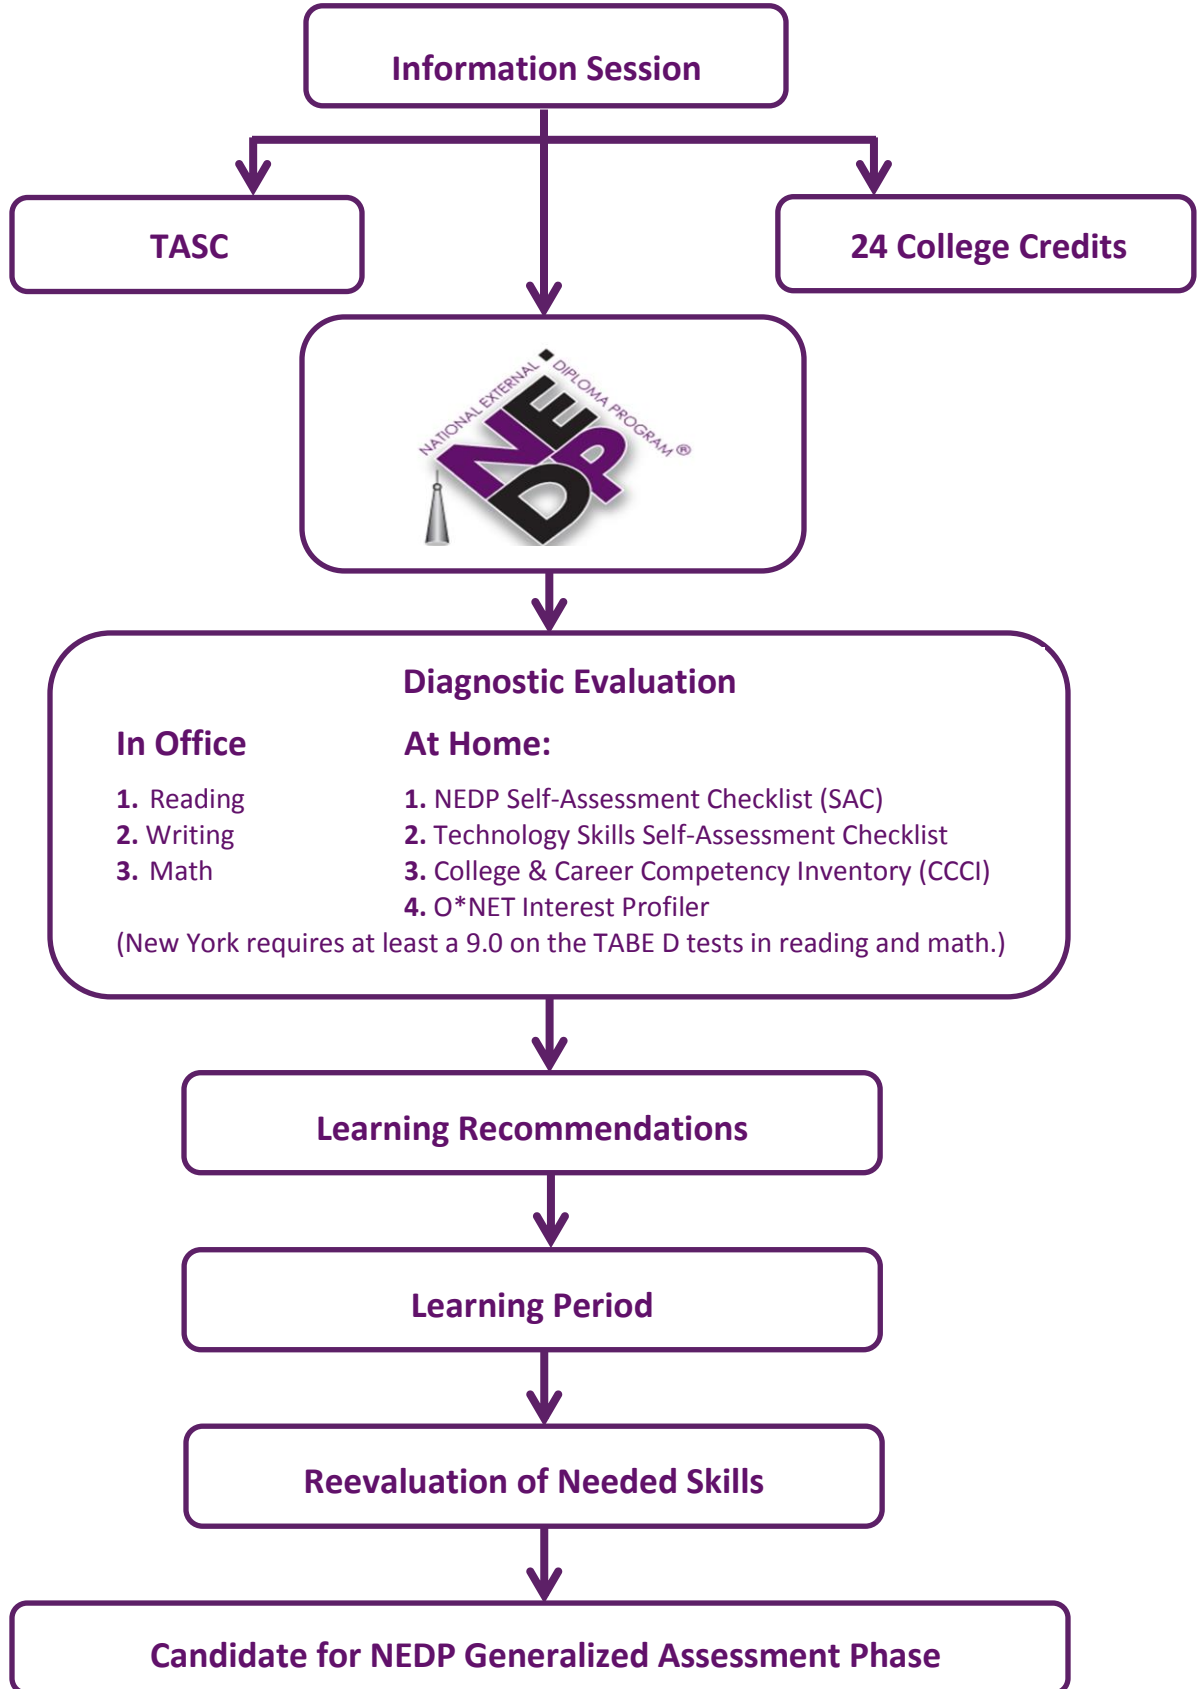 Information Session
TASC
24 College Credits
NATIONAL EXTERNAL DIPLOMA PROGRAM ®
NEDP
Diagnostic Evaluation
In Office
At Home:
1. Reading
1. NEDP Self-Assessment Checklist (SAC)
2. Writing
2. Technology Skills Self-Assessment Checklist
3. Math
3. College & Career Competency Inventory (CCCI)
4. O*NET Interest Profiler
(New York requires at least a 9.0 on the TABE D tests in reading and math.)
Learning Recommendations
Learning Period
Reevaluation of Needed Skills
Candidate for NEDP Generalized Assessment Phase